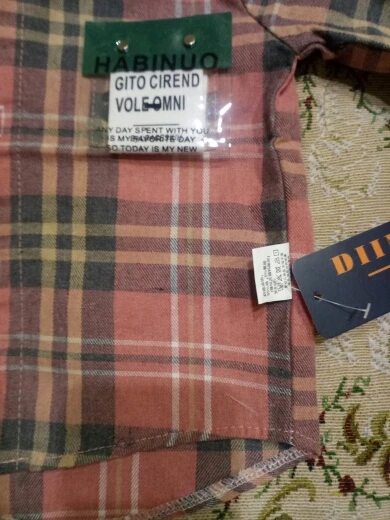 HABINUO
GITO CIREND
VOLE OMNI
ANY DAY SPENT WITH YOU
IS MY FAVORITE DAY
SO TODAY IS MY NEW